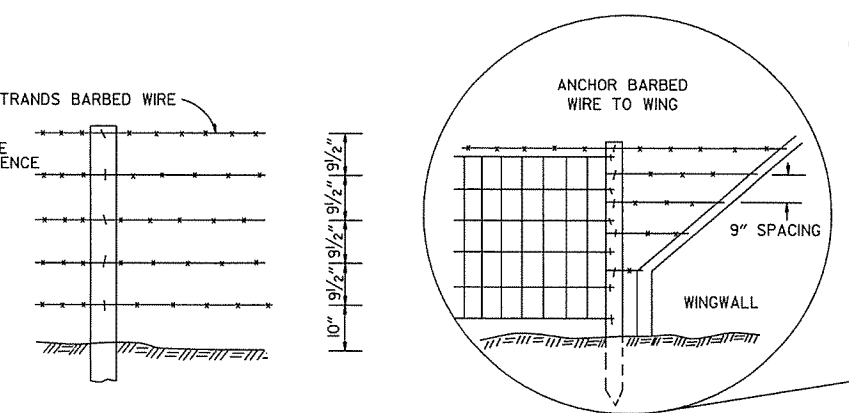 TRANDS BARBED WIRE
E
ENCE
9 1/2"
9 1/2"
9 1/2"
9 1/2"
10"
ANCHOR BARBED
WIRE TO WING
9" SPACING
WINGWALL